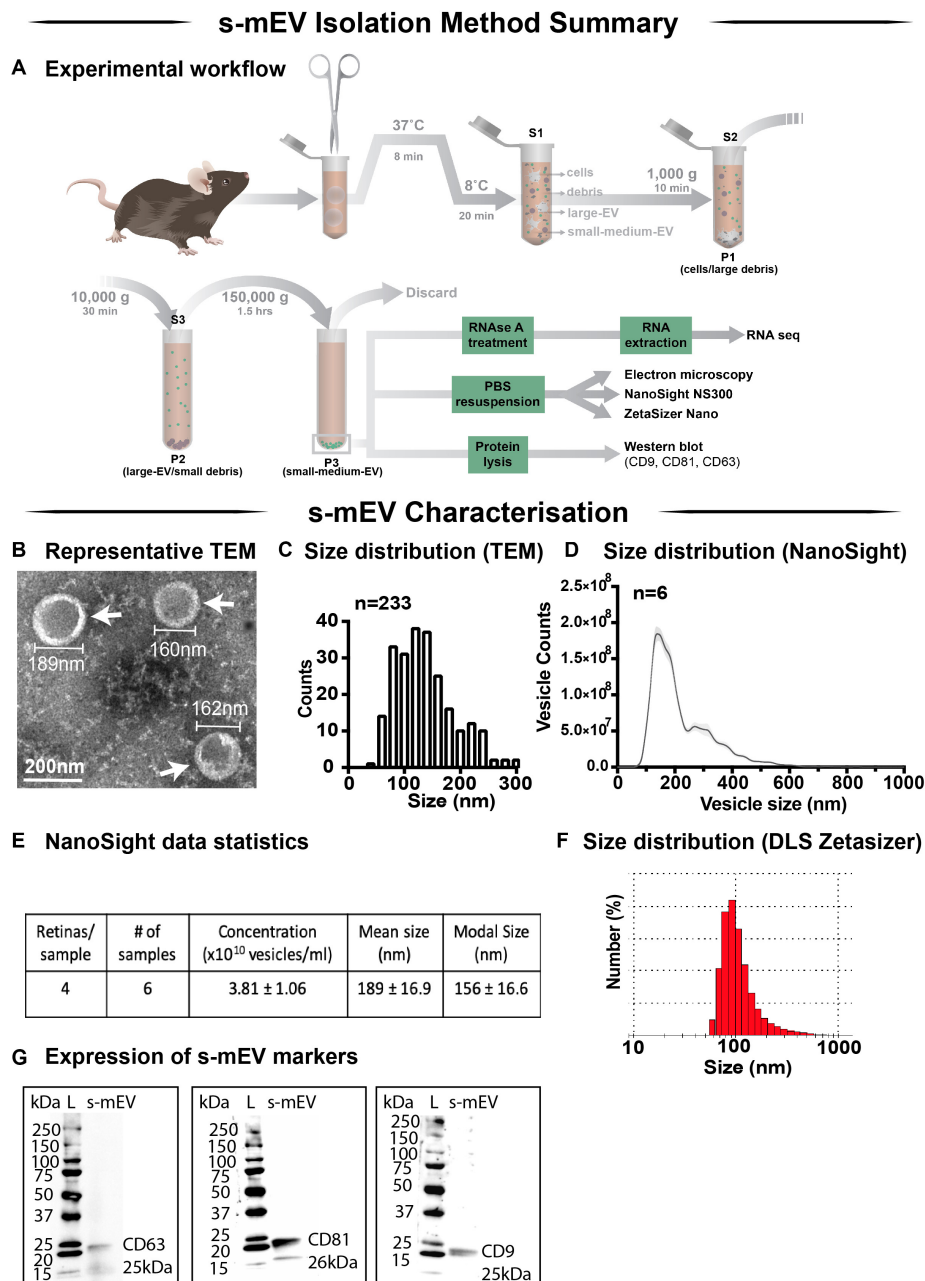 s-mEV Isolation Method Summary
A Experimental workflow
37˚C
8 min
8˚C
20 min
S1
cells
debris
large-EV
small-medium-EV
1,000 g
10 min
S2
P1
(cells/large debris)
10,000 g
30 min
S3
P2
(large-EV/small debris)
150,000 g
1.5 hrs
P3
(small-medium-EV)
Discard
RNAse A
treatment
RNA
extraction
RNA seq
PBS
resuspension
Electron microscopy
NanoSight NS300
ZetaSizer Nano
Protein
lysis
Western blot
(CD9, CD81, CD63)
s-mEV Characterisation
B Representative TEM
189nm
160nm
162nm
200nm
C Size distribution (TEM)
n=233
Counts
40
30
20
10
0
0 100 200 300
Size (nm)
D Size distribution (NanoSight)
n=6
Vesicle Counts
2.5×10⁸
2.0×10⁸
1.5×10⁸
1.0×10⁸
5.0×10⁷
0.0
0 200 400 600 800 1000
Vesicle size (nm)
E NanoSight data statistics
Retinas/ sample
# of samples
Concentration (x10¹⁰ vesicles/ml)
Mean size (nm)
Modal Size (nm)
4 6 3.81 ± 1.06 189 ± 16.9 156 ± 16.6
F Size distribution (DLS Zetasizer)
Number (%)
10 100 1000
Size (nm)
G Expression of s-mEV markers
kDa L s-mEV
250
150
100
75
50
37
25
20
15
CD63
25kDa
kDa L s-mEV
250
150
100
75
50
37
25
20
15
CD81
26kDa
kDa L s-mEV
250
150
100
75
50
37
25
15
CD9
25kDa